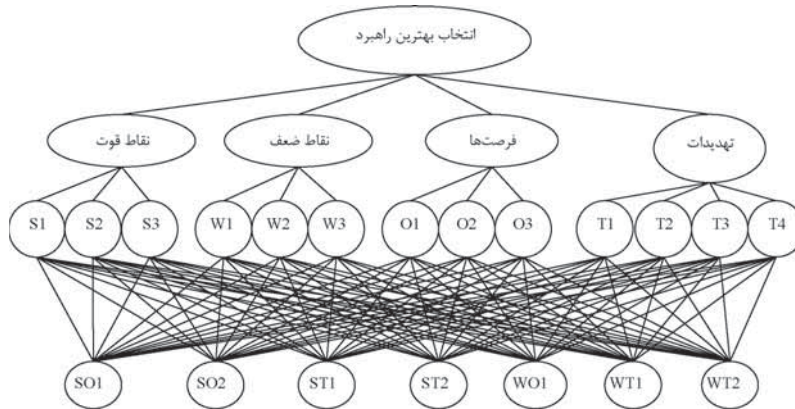 انتخاب بهترین راهبرد
نقاط قوت
نقاط ضعف
فرصت‌ها
تهدیدات
S1 S2 S3 W1 W2 W3 O1 O2 O3 T1 T2 T3 T4
SO1 SO2 ST1 ST2 WO1 WT1 WT2